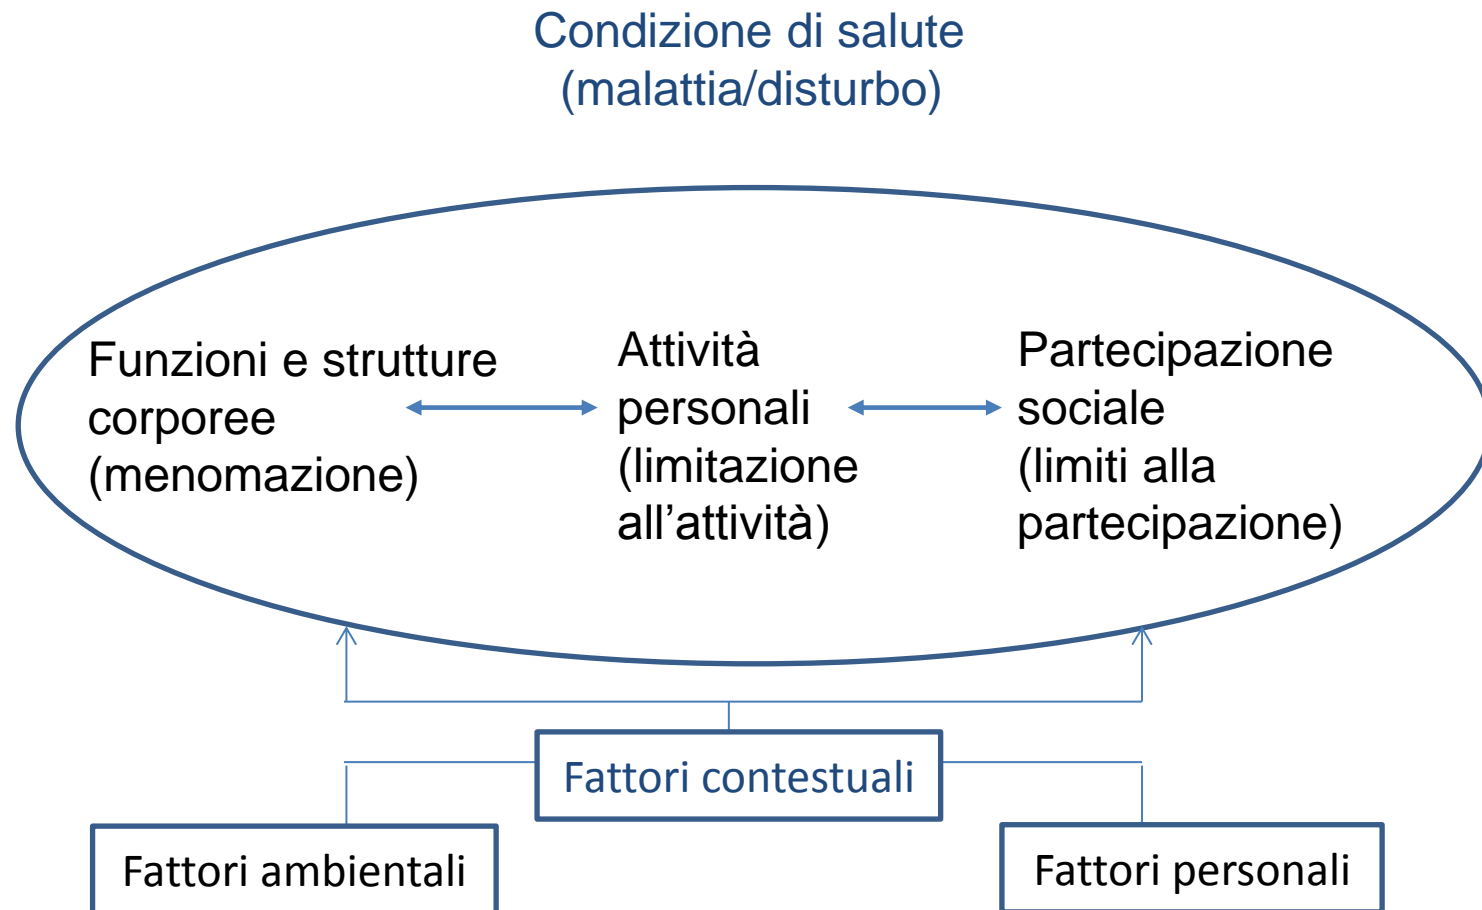 Condizione di salute
(malattia/disturbo)
Funzioni e strutture
corporee
(menomazione)
Attività
personali
(limitazione
all’attività)
Partecipazione
sociale
(limiti alla
partecipazione)
Fattori contestuali
Fattori ambientali
Fattori personali